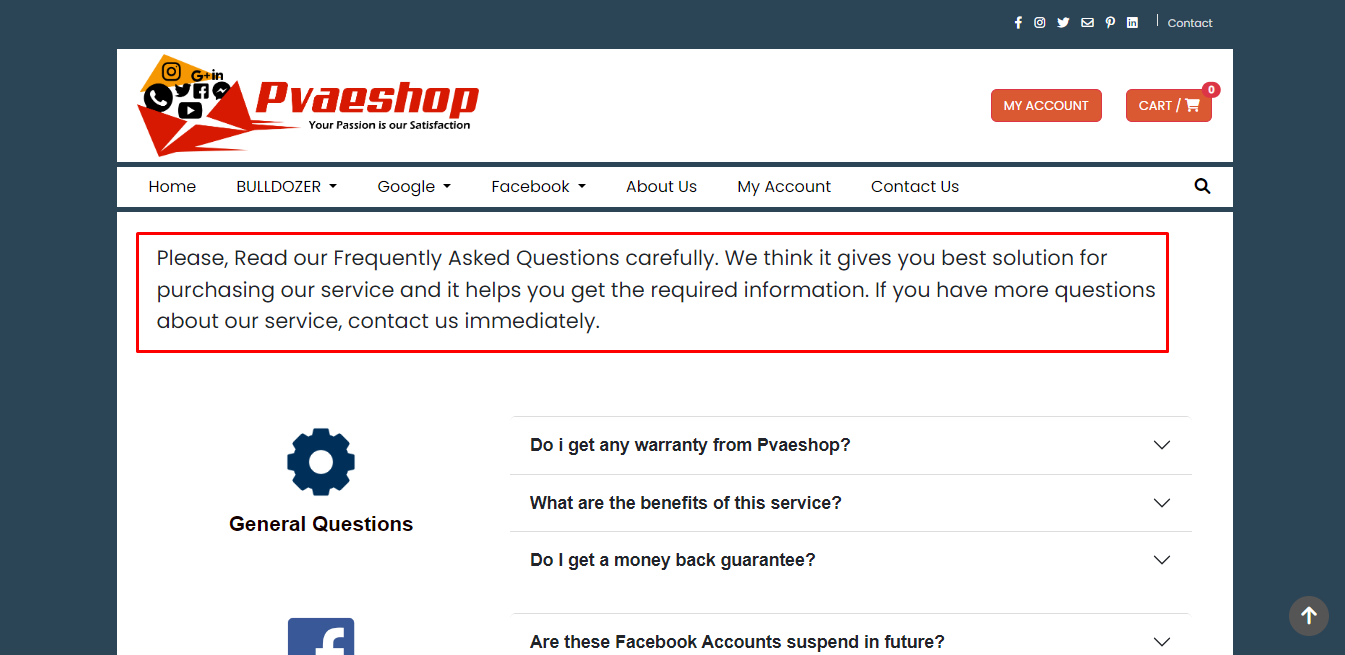 Contact
G+ in
Pvaeshop
Your Passion is our Satisfaction
MY ACCOUNT
CART /
0
Home
BULLDOZER
Google
Facebook
About Us
My Account
Contact Us
Please, Read our Frequently Asked Questions carefully. We think it gives you best solution for
purchasing our service and it helps you get the required information. If you have more questions
about our service, contact us immediately.
General Questions
Do i get any warranty from Pvaeshop?
What are the benefits of this service?
Do I get a money back guarantee?
Are these Facebook Accounts suspend in future?